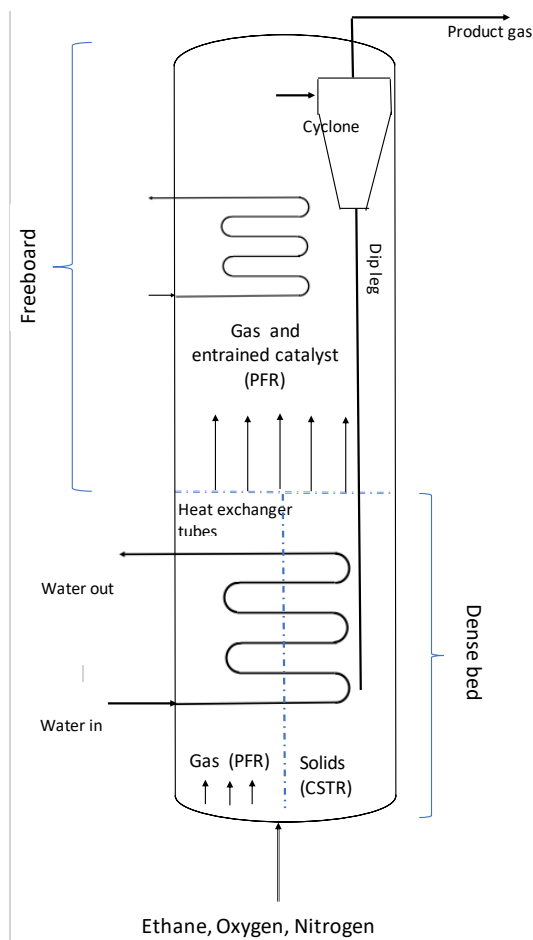 Product gas
Cyclone
Dip leg
Freeboard
Gas and
entrained catalyst
(PFR)
Heat exchanger
tubes
Water out
Dense bed
Water in
Gas (PFR)
Solids
(CSTR)
Ethane, Oxygen, Nitrogen